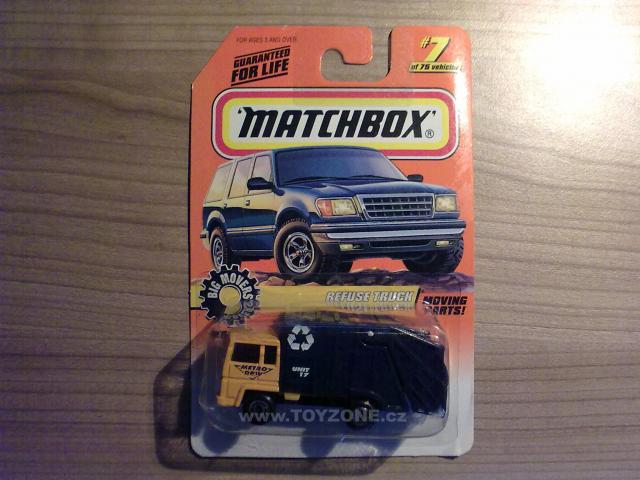 FOR AGES 3 AND OVER
GUARANTEED
FOR LIFE
#7
of 75 vehicles
'MATCHBOX'®
BIG MOVERS
REFUSE TRUCK
MOVING
PARTS!
METRO
UNIT
17
www.TOYZONE.cz